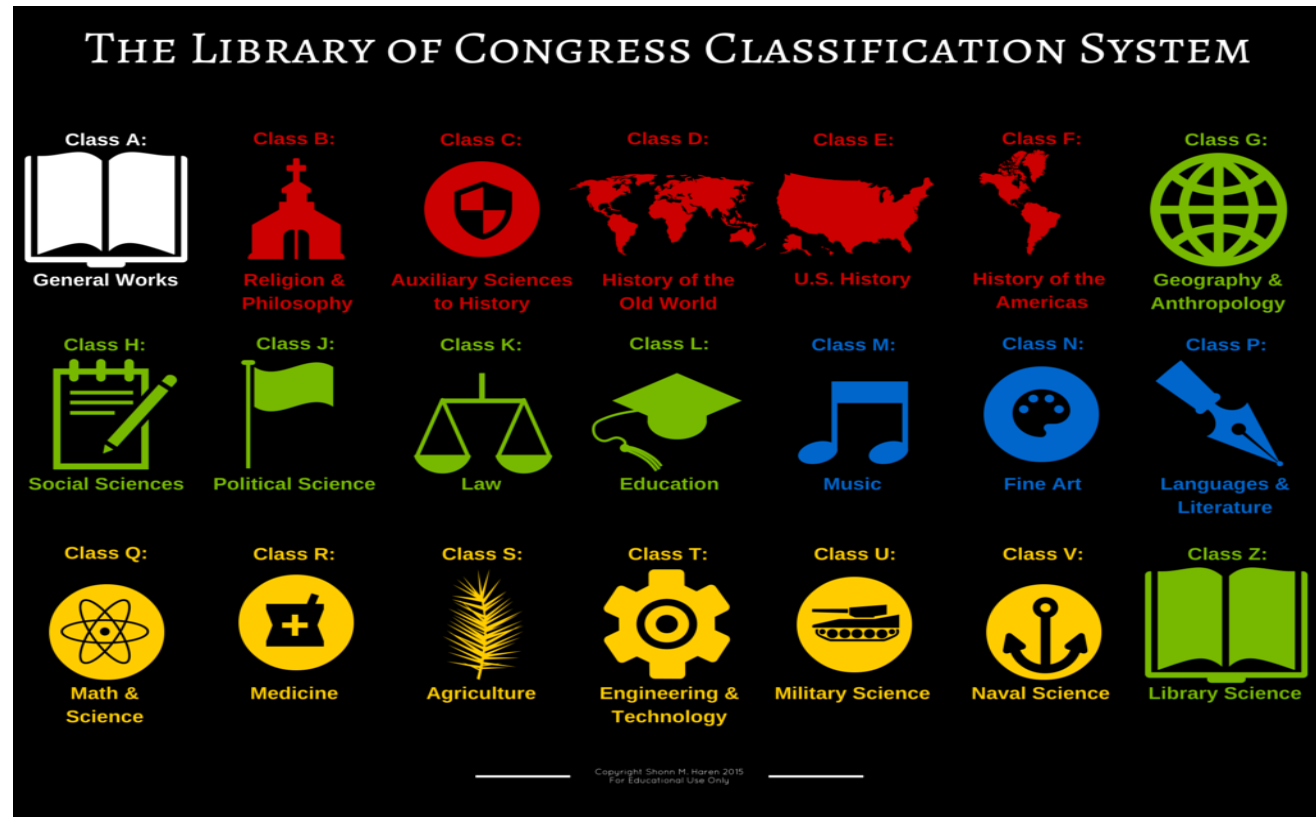 THE LIBRARY OF CONGRESS CLASSIFICATION SYSTEM
Class A:
General Works
Class B:
Religion &
Philosophy
Class C:
Auxiliary Sciences
to History
Class D:
History of the
Old World
Class E:
U.S. History
Class F:
History of the
Americas
Class G:
Geography &
Anthropology
Class H:
Social Sciences
Class J:
Political Science
Class K:
Law
Class L:
Education
Class M:
Music
Class N:
Fine Art
Class P:
Languages &
Literature
Class Q:
Math &
Science
Class R:
Medicine
Class S:
Agriculture
Class T:
Engineering &
Technology
Class U:
Military Science
Class V:
Naval Science
Class Z:
Library Science
Copyright Shonn M. Haren 2015
For Educational Use Only